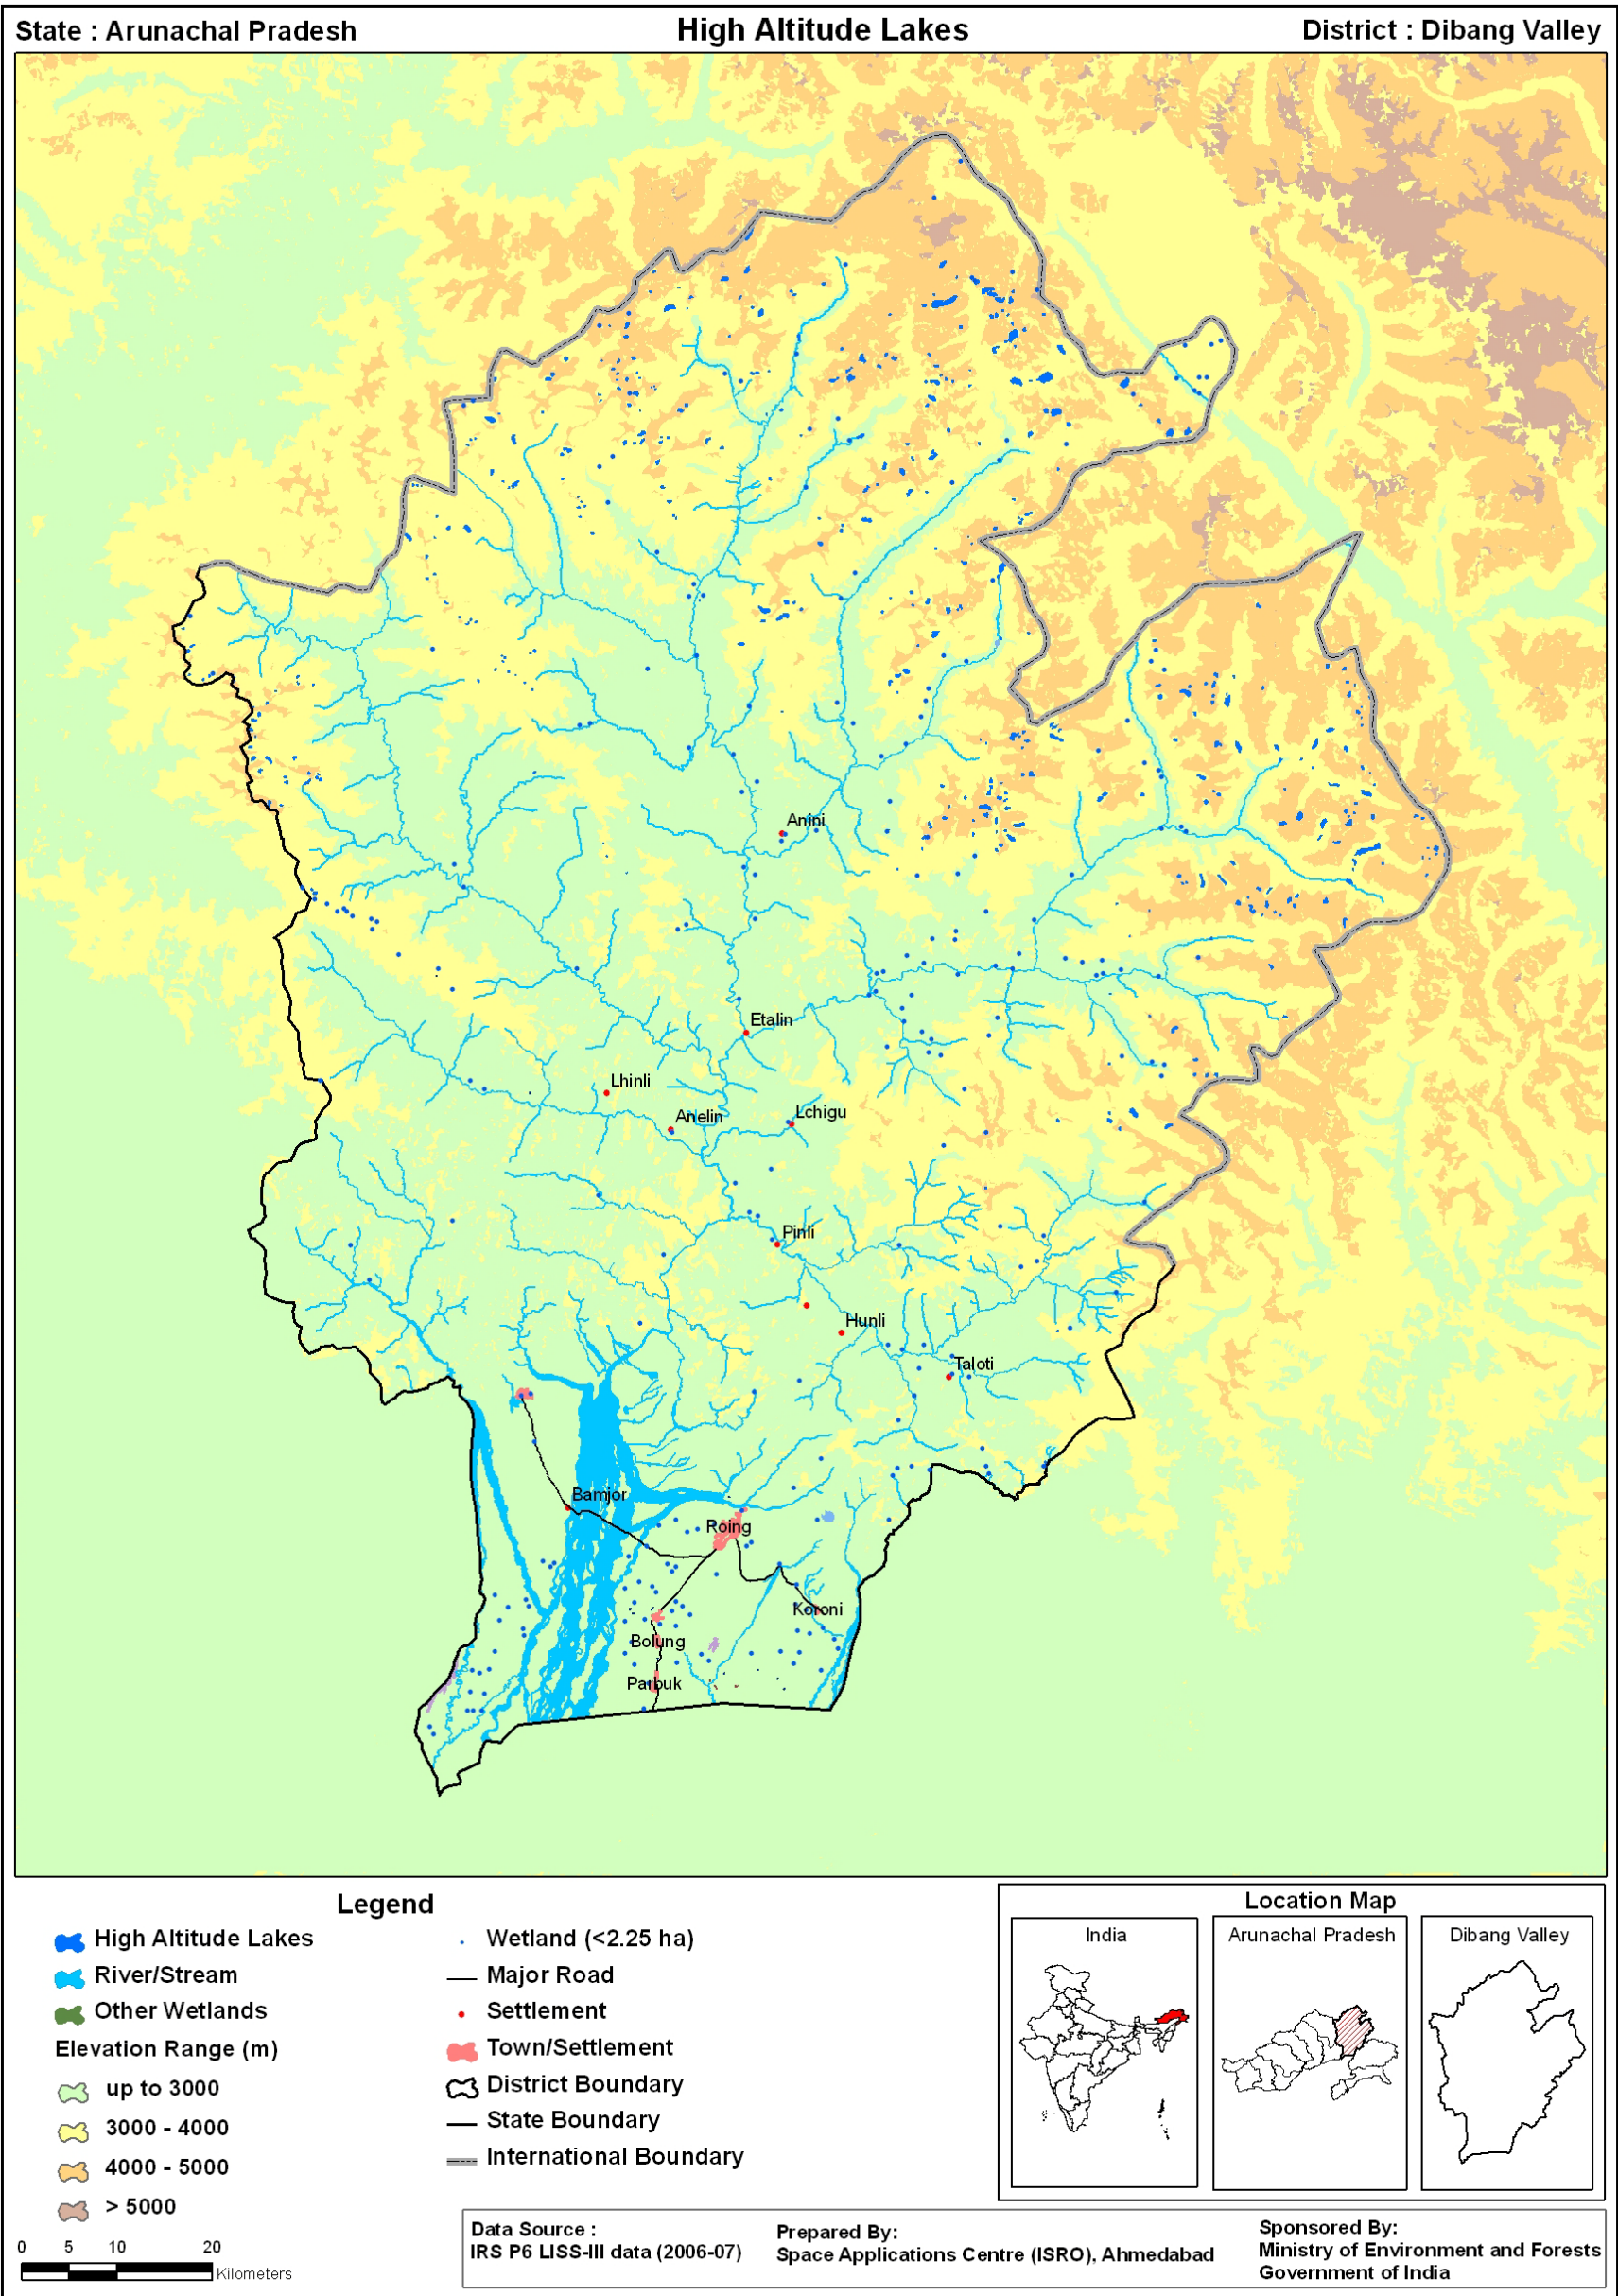 State : Arunachal Pradesh
High Altitude Lakes
District : Dibang Valley
Anini
Etalin
Lhinli
Anelin
Lchigu
Pinli
Hunli
Taloti
Bamjor
Roing
Koroni
Bolung
Parbuk
Legend
High Altitude Lakes
River/Stream
Other Wetlands
Elevation Range (m)
up to 3000
3000 - 4000
4000 - 5000
> 5000
Wetland (<2.25 ha)
Major Road
Settlement
Town/Settlement
District Boundary
State Boundary
International Boundary
0 5 10 20
Kilometers
Location Map
India
Arunachal Pradesh
Dibang Valley
Data Source :
IRS P6 LISS-III data (2006-07)
Prepared By:
Space Applications Centre (ISRO), Ahmedabad
Sponsored By:
Ministry of Environment and Forests
Government of India